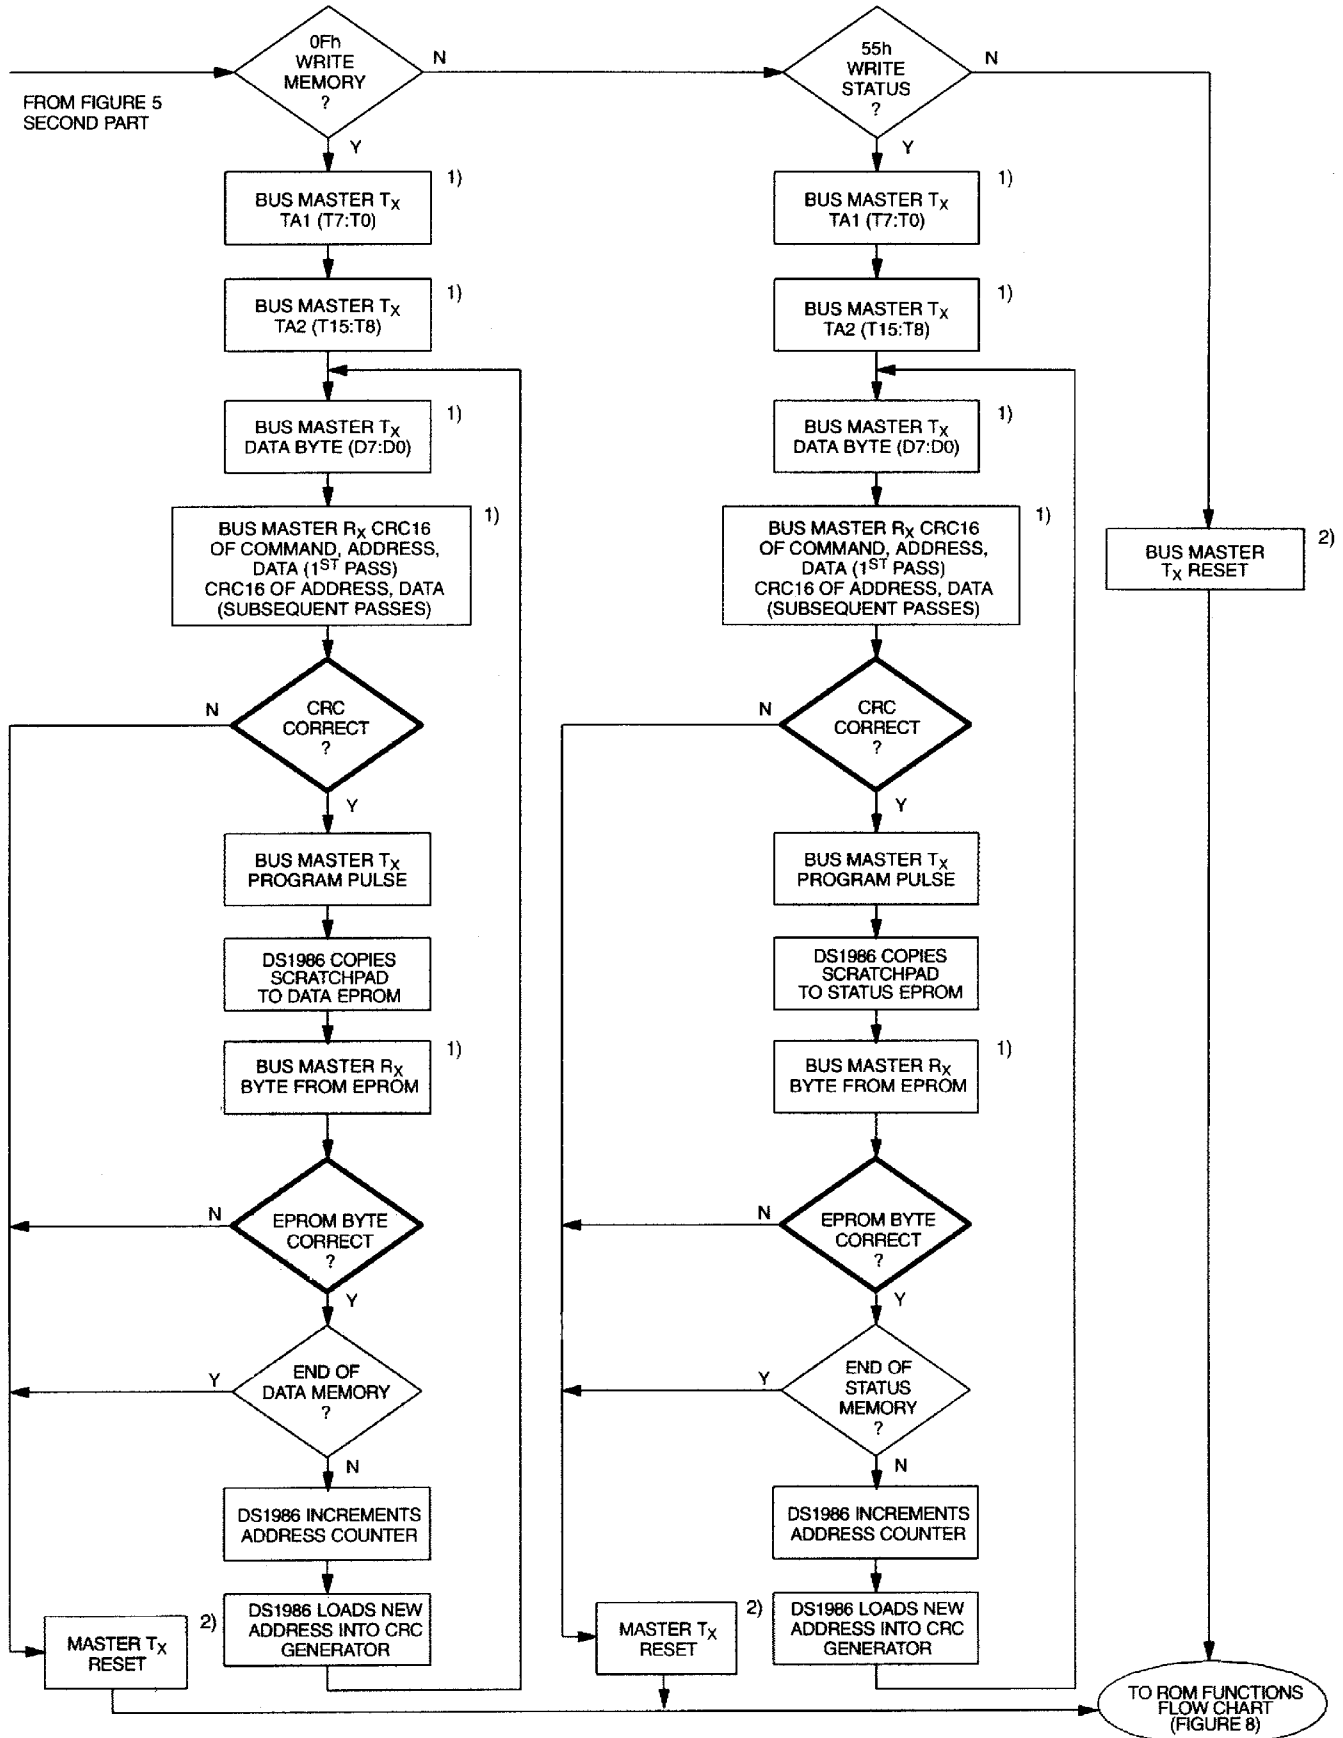 0Fh
WRITE
MEMORY
?
N
Y
FROM FIGURE 5
SECOND PART
55h
WRITE
STATUS
?
N
Y
BUS MASTER TX
TA1 (T7:T0)
1)
BUS MASTER TX
TA2 (T15:T8)
1)
BUS MASTER TX
DATA BYTE (D7:D0)
1)
BUS MASTER RX CRC16
OF COMMAND, ADDRESS,
DATA (1ST PASS)
CRC16 OF ADDRESS, DATA
(SUBSEQUENT PASSES)
1)
CRC
CORRECT
?
N
Y
BUS MASTER TX
PROGRAM PULSE
DS1986 COPIES
SCRATCHPAD
TO DATA EPROM
BUS MASTER RX
BYTE FROM EPROM
1)
EPROM BYTE
CORRECT
?
N
Y
END OF
DATA MEMORY
?
Y
N
DS1986 INCREMENTS
ADDRESS COUNTER
DS1986 LOADS NEW
ADDRESS INTO CRC
GENERATOR
MASTER TX
RESET
2)
BUS MASTER TX
TA1 (T7:T0)
1)
BUS MASTER TX
TA2 (T15:T8)
1)
BUS MASTER TX
DATA BYTE (D7:D0)
1)
BUS MASTER RX CRC16
OF COMMAND, ADDRESS,
DATA (1ST PASS)
CRC16 OF ADDRESS, DATA
(SUBSEQUENT PASSES)
1)
CRC
CORRECT
?
N
Y
BUS MASTER TX
PROGRAM PULSE
DS1986 COPIES
SCRATCHPAD
TO STATUS EPROM
BUS MASTER RX
BYTE FROM EPROM
1)
EPROM BYTE
CORRECT
?
N
Y
END OF
STATUS
MEMORY
?
Y
N
DS1986 INCREMENTS
ADDRESS COUNTER
DS1986 LOADS NEW
ADDRESS INTO CRC
GENERATOR
MASTER TX
RESET
2)
BUS MASTER
TX RESET
2)
TO ROM FUNCTIONS
FLOW CHART
(FIGURE 8)